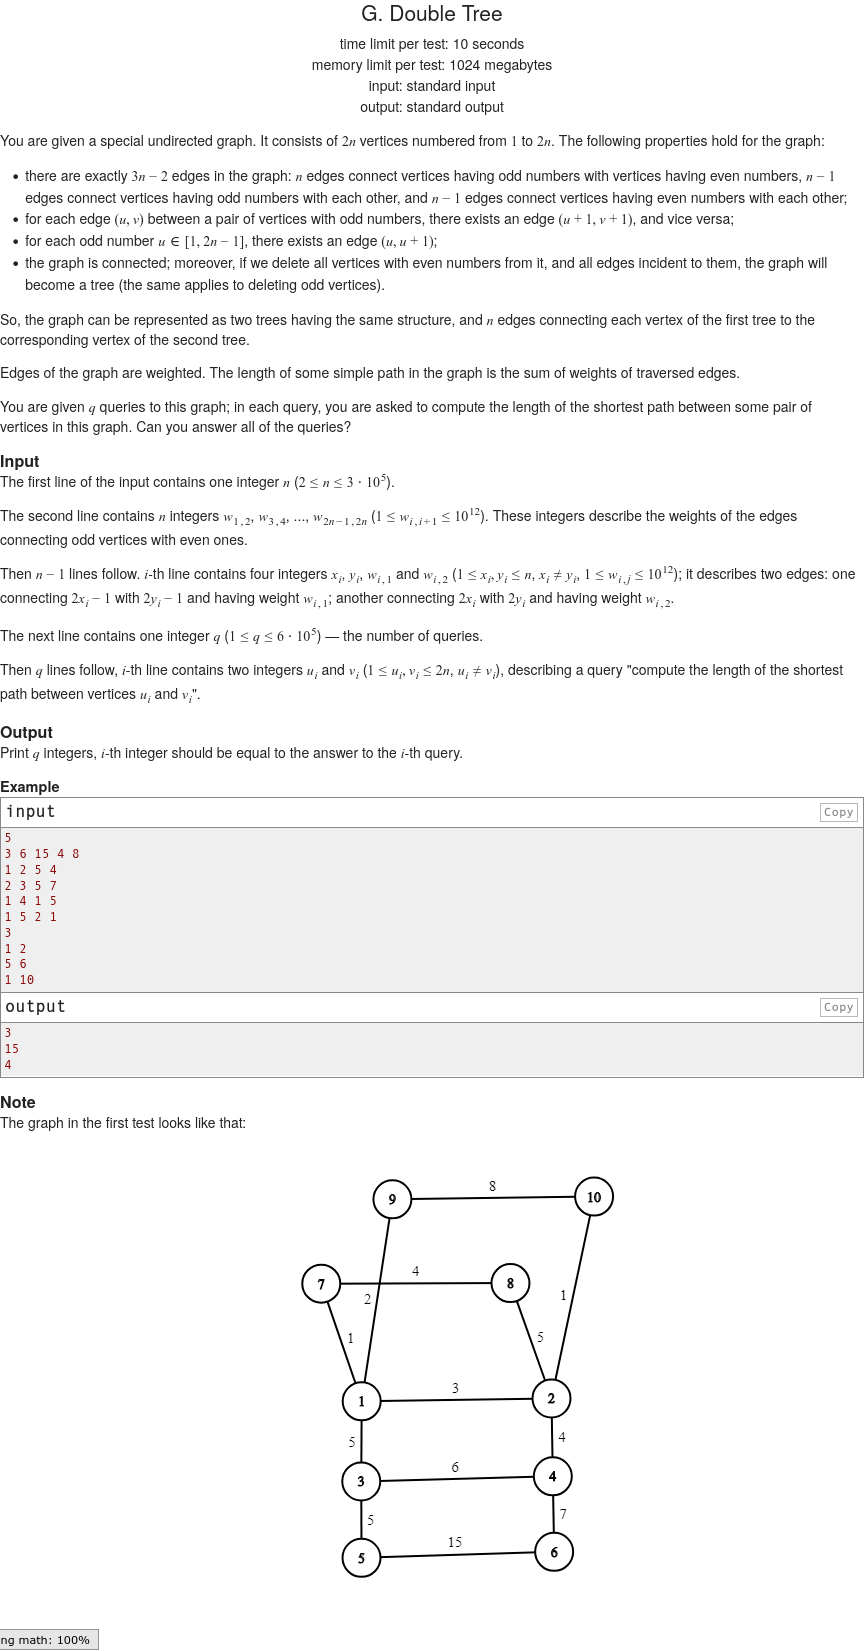 G. Double Tree
time limit per test: 10 seconds
memory limit per test: 1024 megabytes
input: standard input
output: standard output
You are given a special undirected graph. It consists of 2n vertices numbered from 1 to 2n. The following properties hold for the graph:
• there are exactly 3n − 2 edges in the graph: n edges connect vertices having odd numbers with vertices having even numbers, n − 1
edges connect vertices having odd numbers with each other, and n − 1 edges connect vertices having even numbers with each other;
• for each edge (u, v) between a pair of vertices with odd numbers, there exists an edge (u + 1, v + 1), and vice versa;
• for each odd number u ∈ [1, 2n − 1], there exists an edge (u, u + 1);
• the graph is connected; moreover, if we delete all vertices with even numbers from it, and all edges incident to them, the graph will
become a tree (the same applies to deleting odd vertices).
So, the graph can be represented as two trees having the same structure, and n edges connecting each vertex of the first tree to the
corresponding vertex of the second tree.
Edges of the graph are weighted. The length of some simple path in the graph is the sum of weights of traversed edges.
You are given q queries to this graph; in each query, you are asked to compute the length of the shortest path between some pair of
vertices in this graph. Can you answer all of the queries?
Input
The first line of the input contains one integer n (2 ≤ n ≤ 3 · 10^5).
The second line contains n integers w_{1,2}, w_{3,4}, ..., w_{2n−1,2n} (1 ≤ w_{i,i+1} ≤ 10^{12}). These integers describe the weights of the edges
connecting odd vertices with even ones.
Then n − 1 lines follow. i-th line contains four integers x_i, y_i, w_{i,1} and w_{i,2} (1 ≤ x_i, y_i ≤ n, x_i ≠ y_i, 1 ≤ w_{i,j} ≤ 10^{12}); it describes two edges: one
connecting 2x_i − 1 with 2y_i − 1 and having weight w_{i,1}; another connecting 2x_i with 2y_i and having weight w_{i,2}.
The next line contains one integer q (1 ≤ q ≤ 6 · 10^5) — the number of queries.
Then q lines follow, i-th line contains two integers u_i and v_i (1 ≤ u_i, v_i ≤ 2n, u_i ≠ v_i), describing a query "compute the length of the shortest
path between vertices u_i and v_i".
Output
Print q integers, i-th integer should be equal to the answer to the i-th query.
Example
input
Copy
5
3 6 15 4 8
1 2 5 4
2 3 5 7
1 4 1 5
1 5 2 1
3
1 2
5 6
1 10
output
Copy
3
15
4
Note
The graph in the first test looks like that:
9 8 10
7 4 8
2 1
1 5
1 3 2
5 4
3 6 4
5 7
5 15 6
ng math: 100%